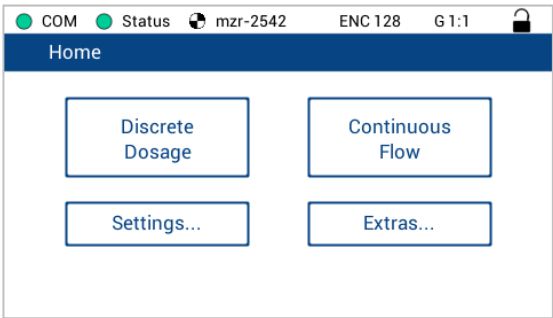 COM Status mzr-2542 ENC 128 G 1:1
Home
Discrete
Dosage
Continuous
Flow
Settings...
Extras...